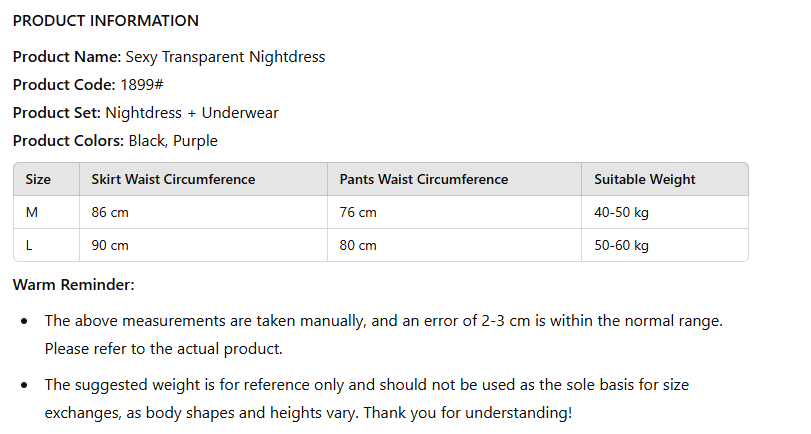 PRODUCT INFORMATION
Product Name: Sexy Transparent Nightdress
Product Code: 1899#
Product Set: Nightdress + Underwear
Product Colors: Black, Purple
Size Skirt Waist Circumference Pants Waist Circumference Suitable Weight
M 86 cm 76 cm 40-50 kg
L 90 cm 80 cm 50-60 kg
Warm Reminder:
• The above measurements are taken manually, and an error of 2-3 cm is within the normal range.
Please refer to the actual product.
• The suggested weight is for reference only and should not be used as the sole basis for size
exchanges, as body shapes and heights vary. Thank you for understanding!